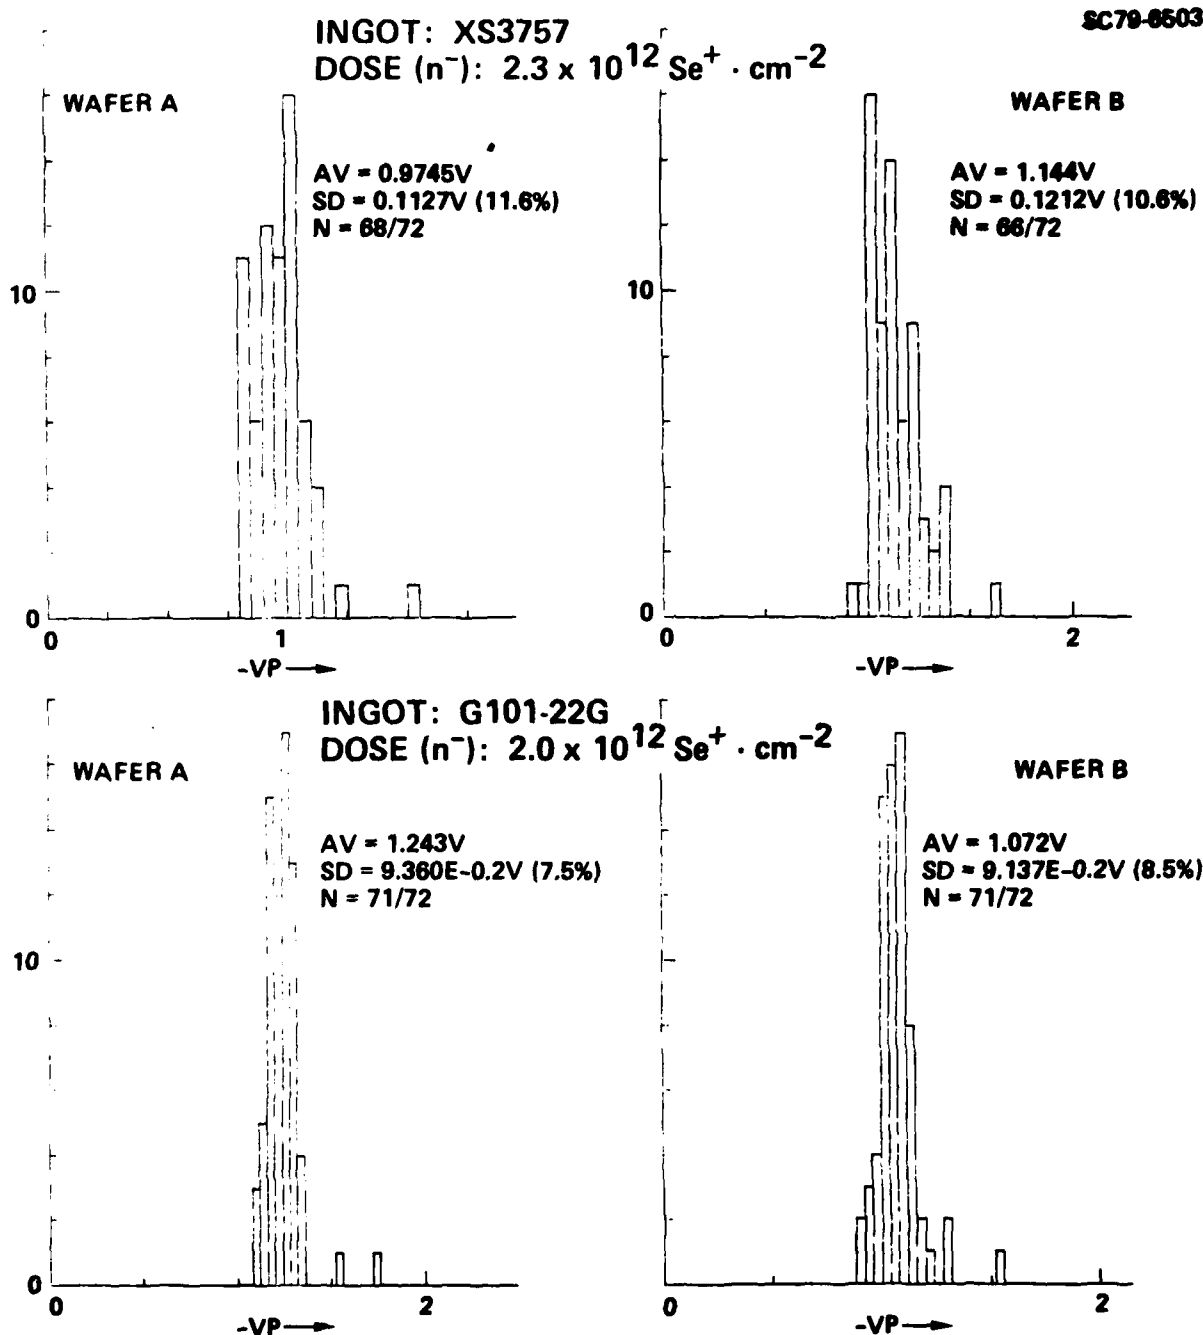 SC79-6503
INGOT: XS3757
DOSE (n⁻): 2.3 x 10¹² Se⁺ · cm⁻²
WAFER A
AV = 0.9745V
SD = 0.1127V (11.6%)
N = 68/72
10
0
0
1
-VP →
WAFER B
AV = 1.144V
SD = 0.1212V (10.6%)
N = 66/72
10
0
0
2
-VP →
INGOT: G101-22G
DOSE (n⁻): 2.0 x 10¹² Se⁺ · cm⁻²
WAFER A
AV = 1.243V
SD = 9.360E-0.2V (7.5%)
N = 71/72
10
0
0
2
-VP →
WAFER B
AV = 1.072V
SD = 9.137E-0.2V (8.5%)
N = 71/72
0
2
-VP →